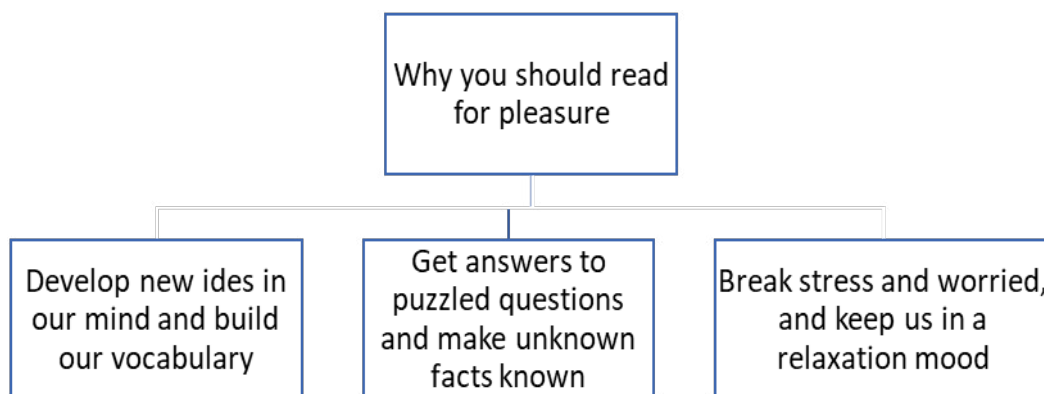 Why you should read
for pleasure
Develop new ides in
our mind and build
our vocabulary
Get answers to
puzzled questions
and make unknown
facts known
Break stress and worried,
and keep us in a
relaxation mood